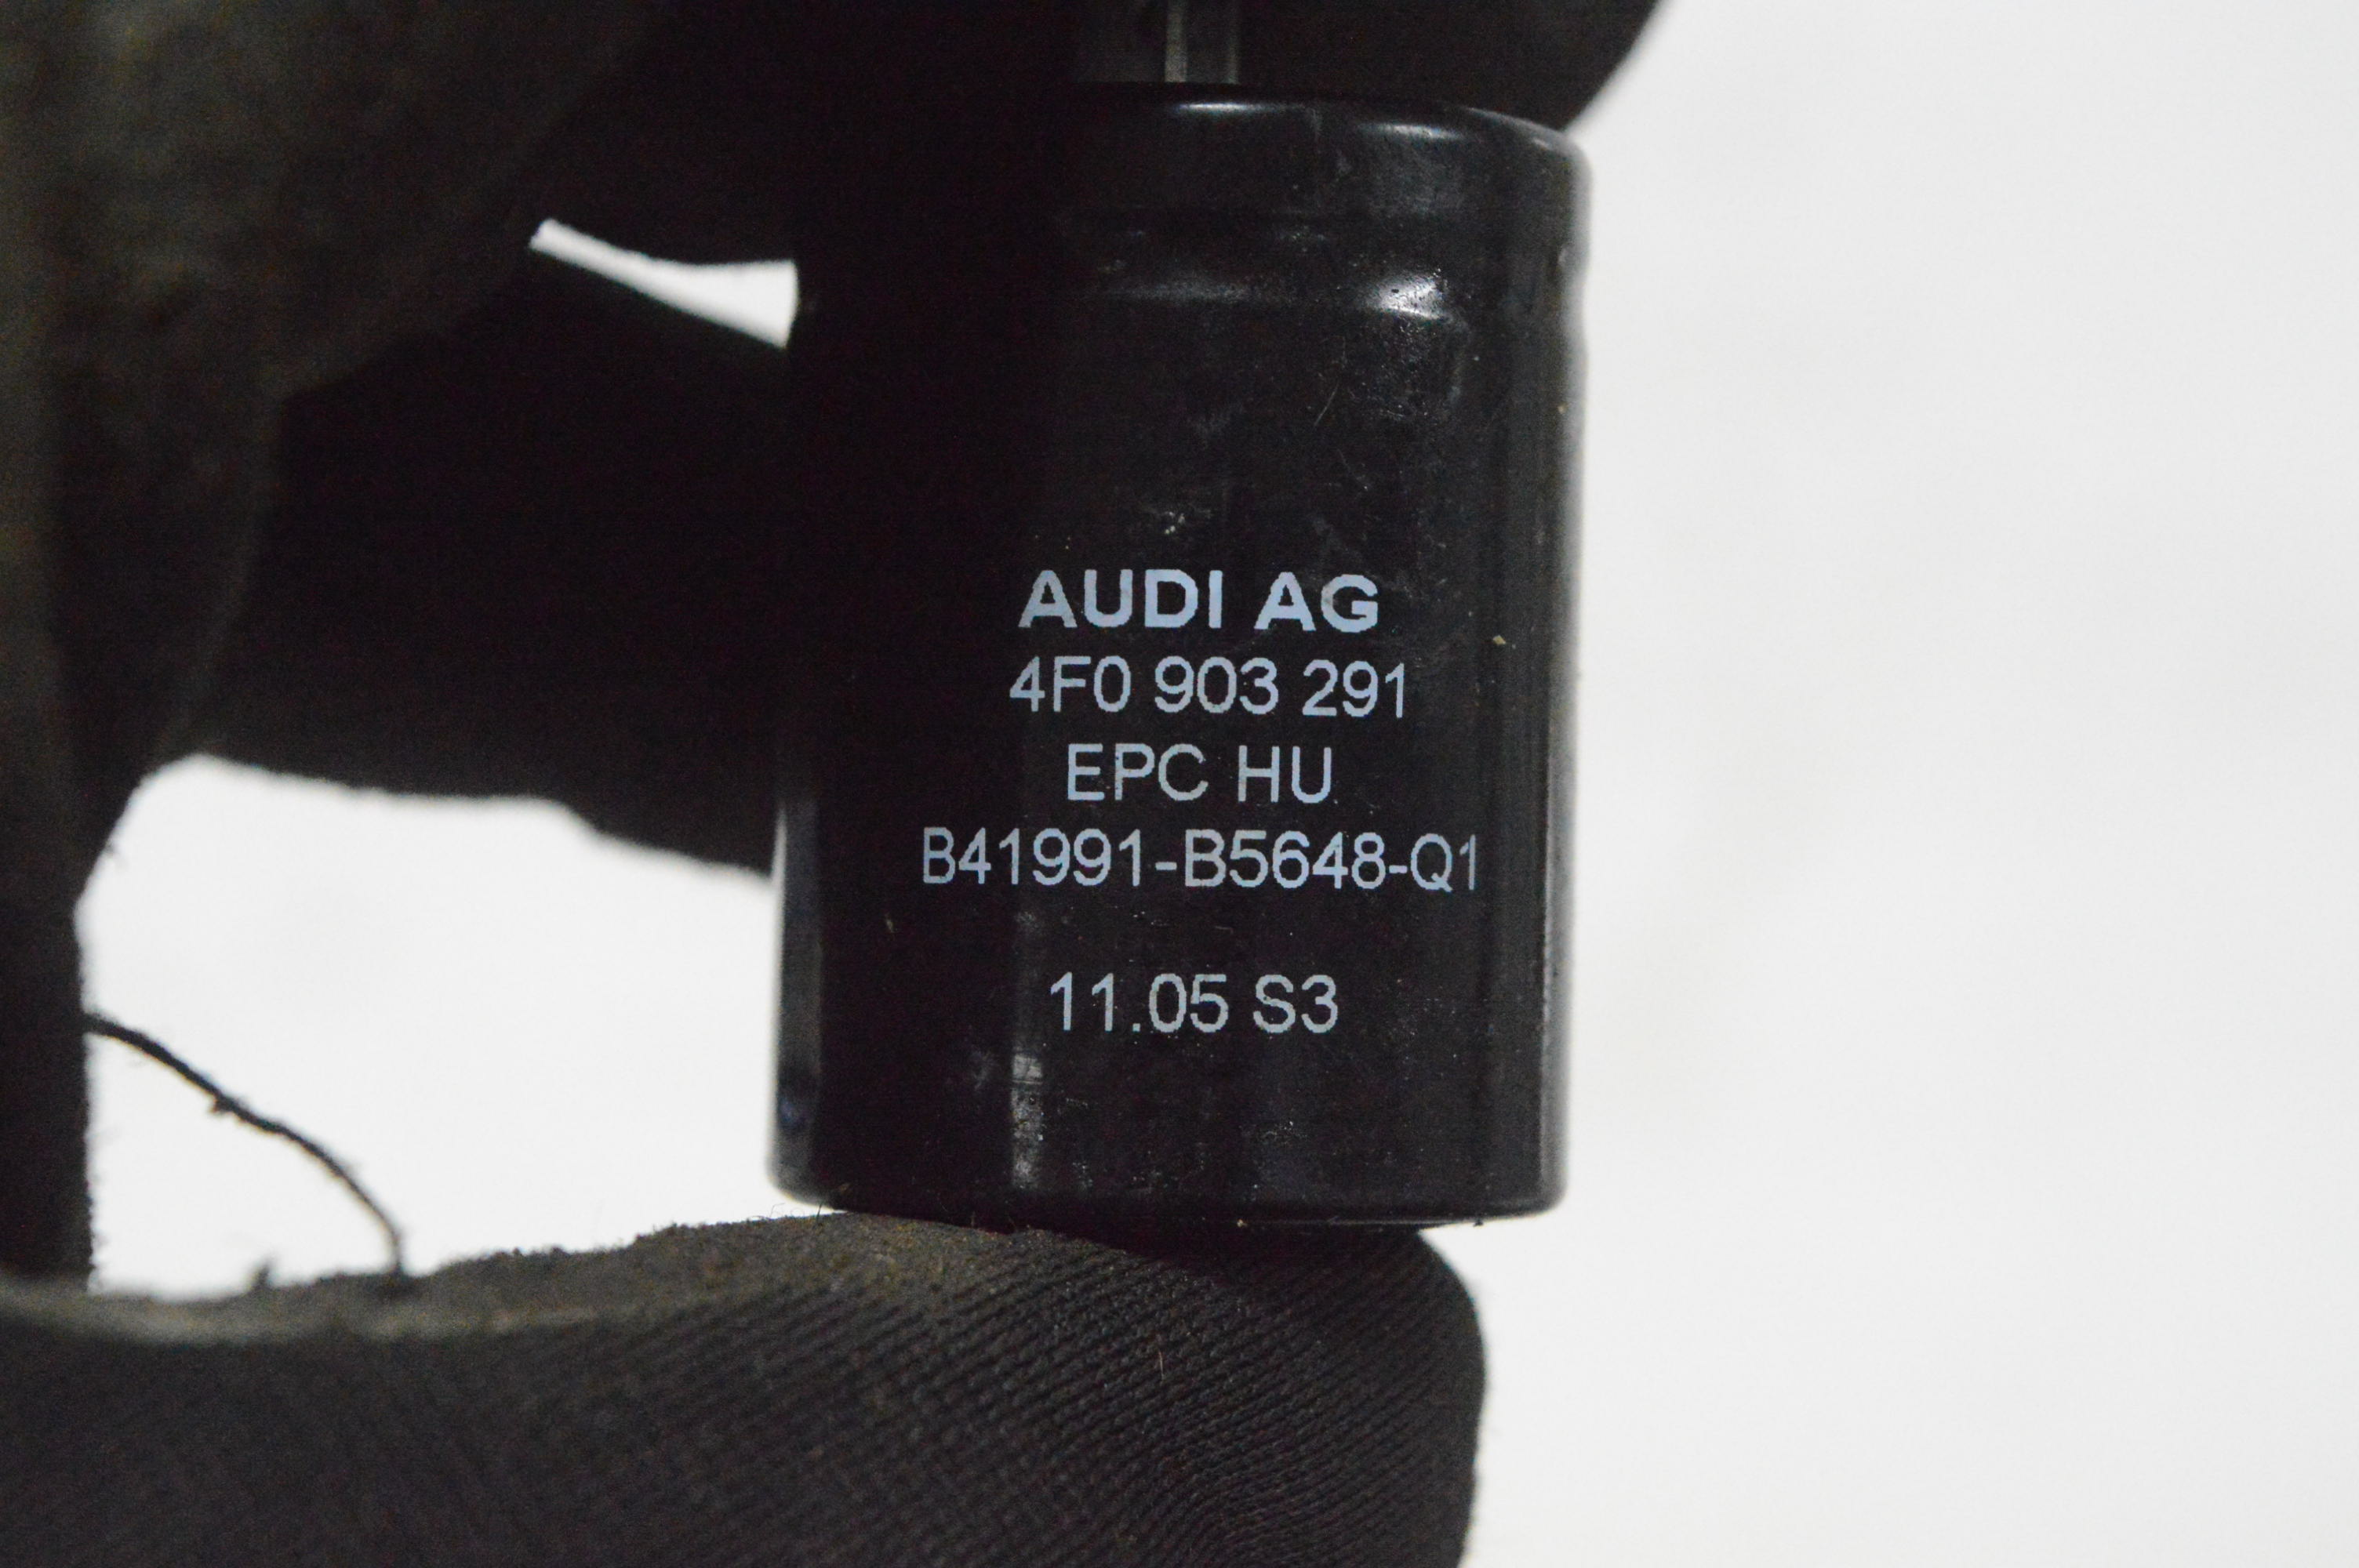 AUDI AG
4F0 903 291
EPC HU
B41991-B5648-Q1
11.05 S3